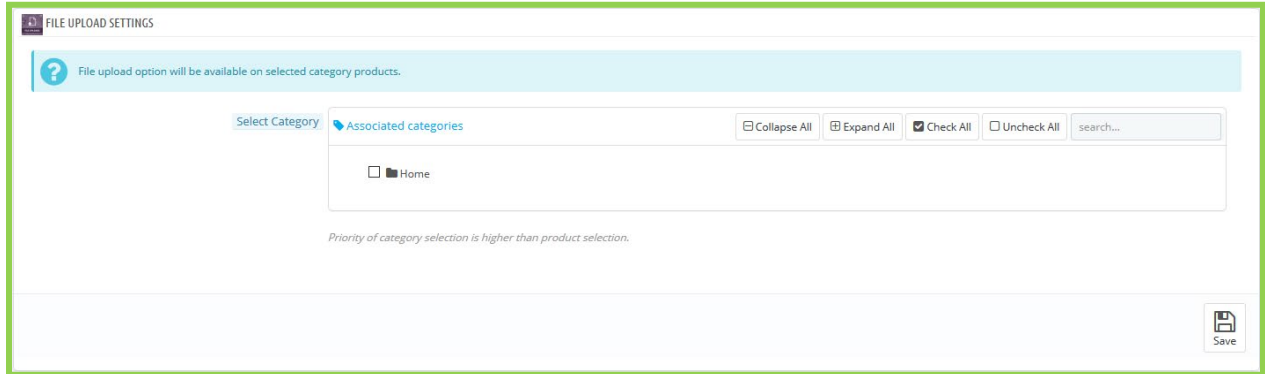 FILE UPLOAD SETTINGS
File upload option will be available on selected category products.
Select Category
Associated categories
Collapse All
Expand All
Check All
Uncheck All
search...
Home
Priority of category selection is higher than product selection.
Save